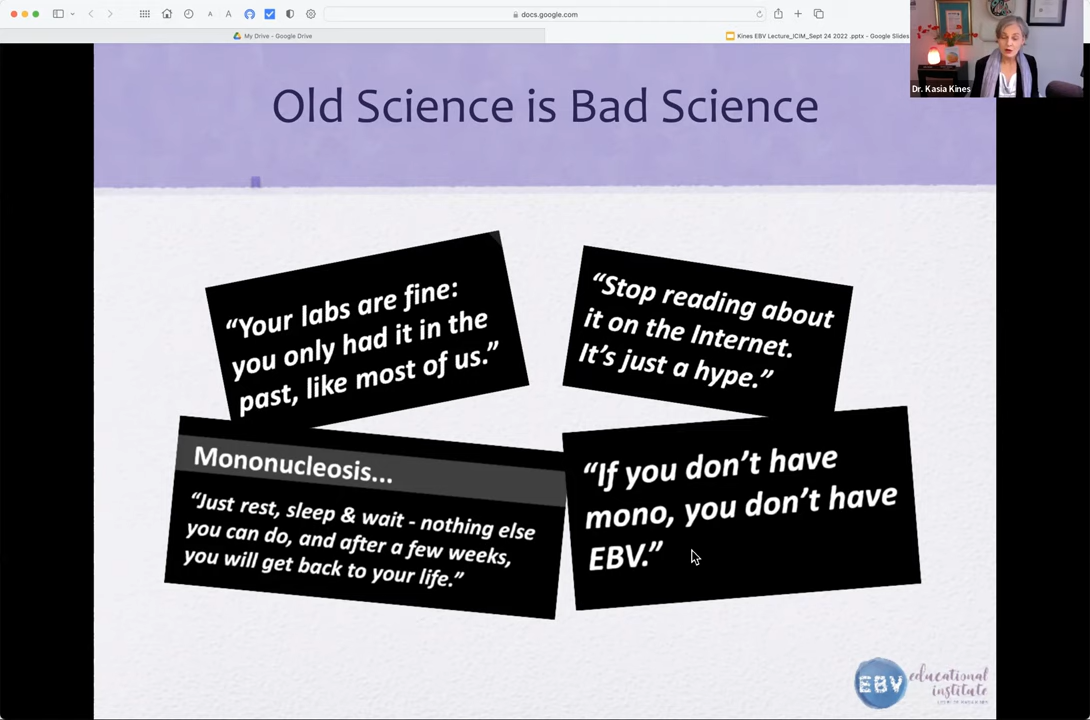 docs.google.com
My Drive - Google Drive
Kines EBV Lecture_ICIM_Sept 24 2022 .pptx - Google Slides
Dr. Kasia Kines
Old Science is Bad Science
“Your labs are fine:
you only had it in the
past, like most of us.”
“Stop reading about
it on the Internet.
It’s just a hype.”
Mononucleosis...
“Just rest, sleep & wait - nothing else
you can do, and after a few weeks,
you will get back to your life.”
“If you don’t have
mono, you don’t have
EBV.”
EBV
educational
institute